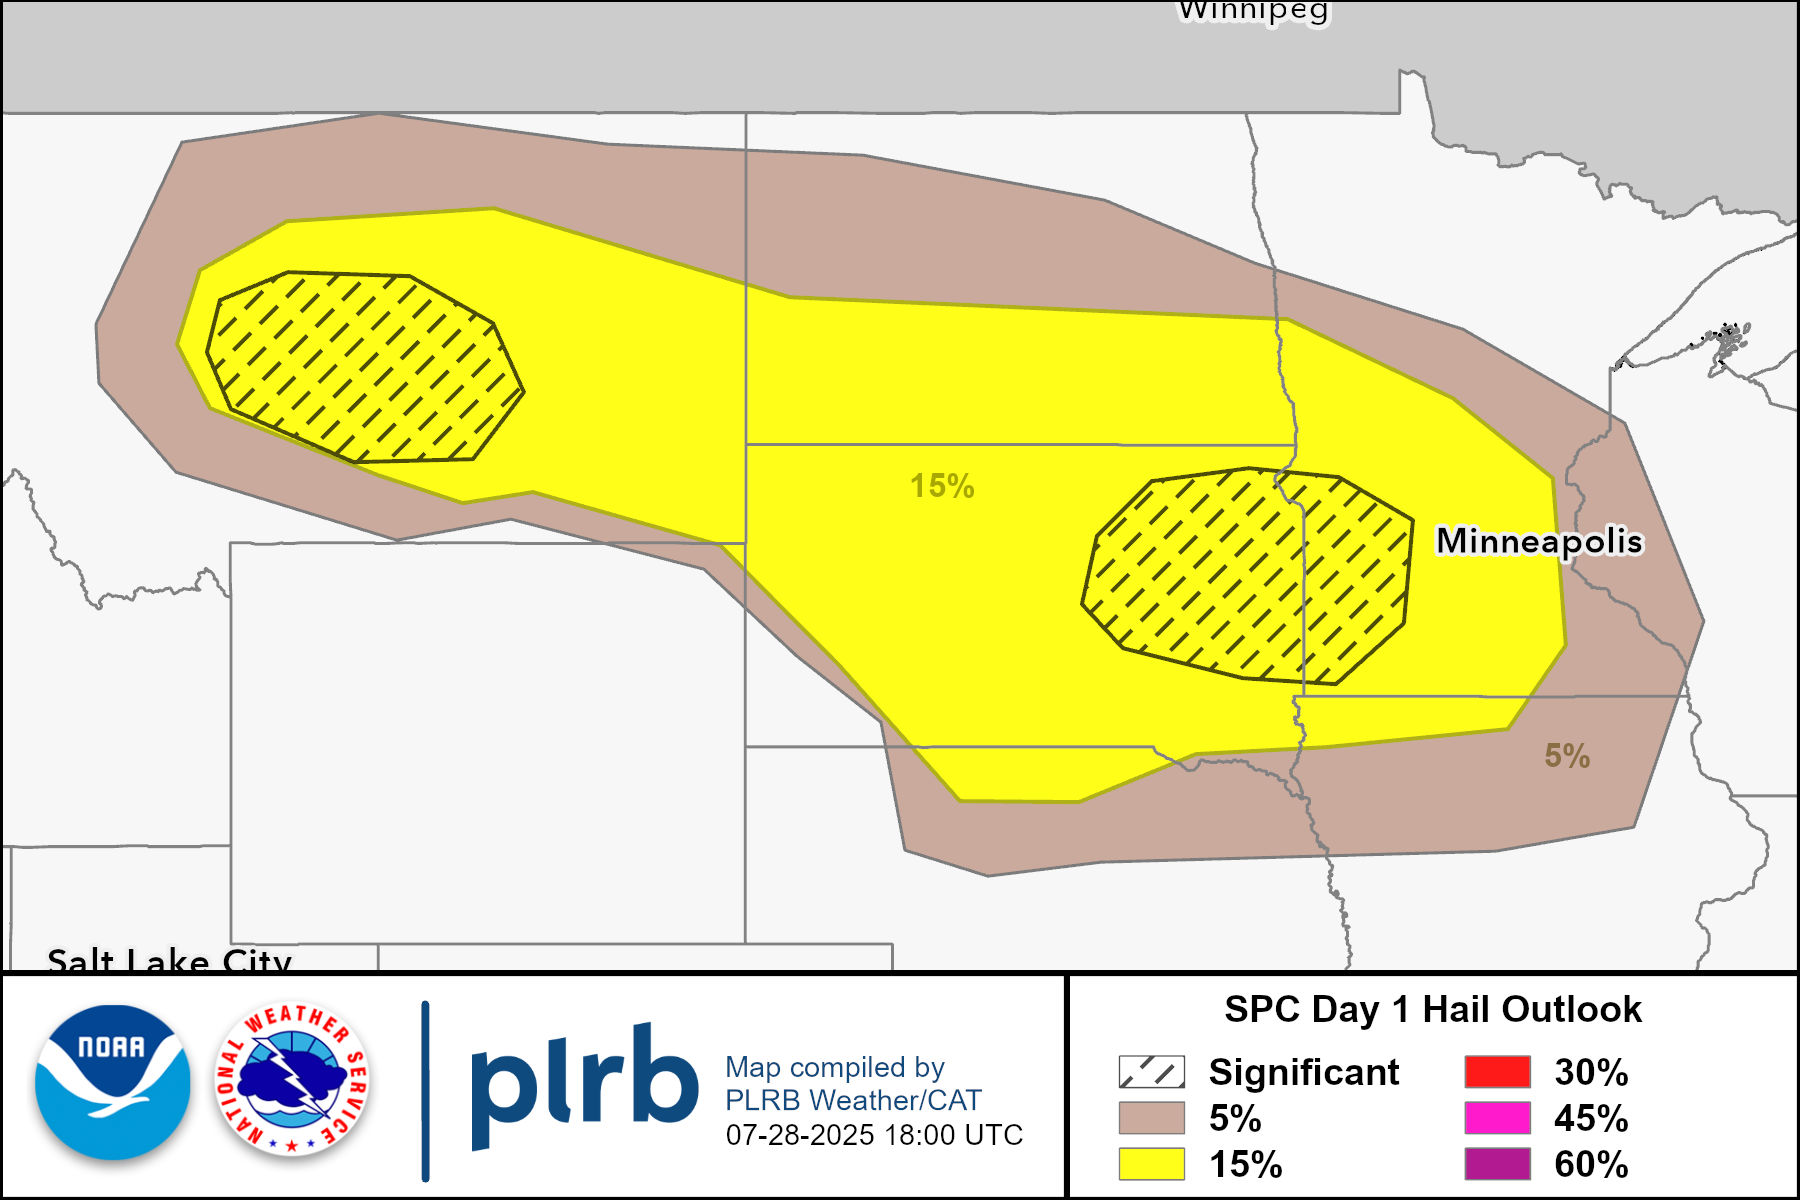 Winnipeg
15%
Minneapolis
5%
Salt Lake City
NOAA
NATIONAL WEATHER SERVICE
plrb
Map compiled by
PLRB Weather/CAT
07-28-2025 18:00 UTC
SPC Day 1 Hail Outlook
Significant
5%
15%
30%
45%
60%